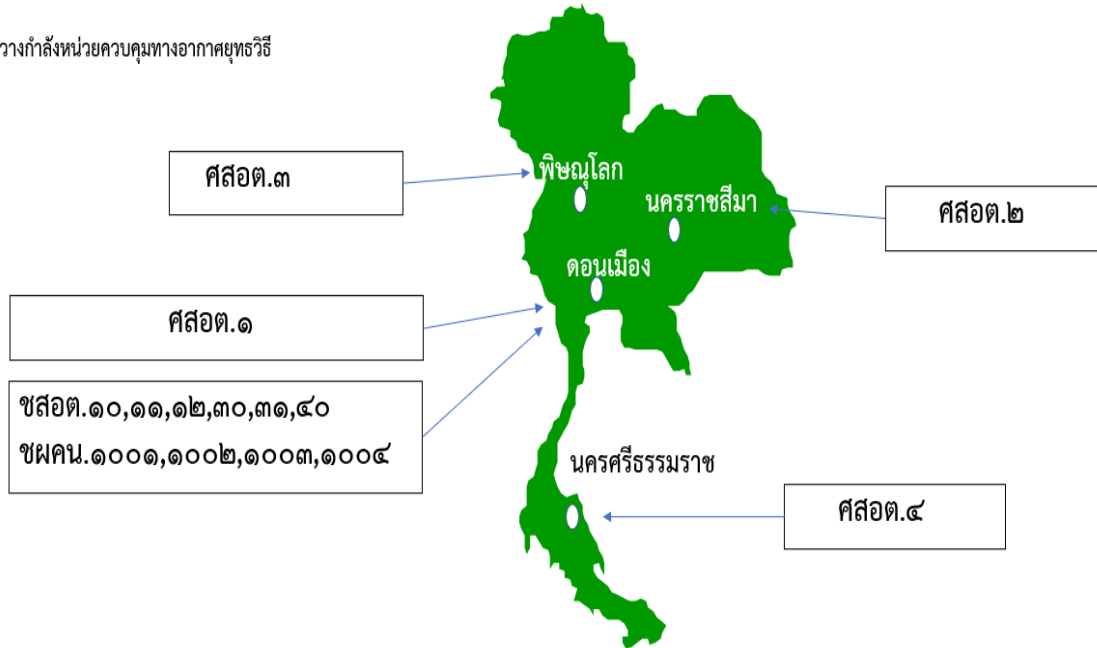 วางกำลังหน่วยควบคุมทางอากาศยุทธวิธี
ศสอต.๓
พิษณุโลก
นครราชสีมา
ศสอต.๒
ดอนเมือง
ศสอต.๑
ชสอต.๑๐,๑๑,๑๒,๓๐,๓๑,๔๐
ชผคน.๑๐๐๑,๑๐๐๒,๑๐๐๓,๑๐๐๔
นครศรีธรรมราช
ศสอต.๔